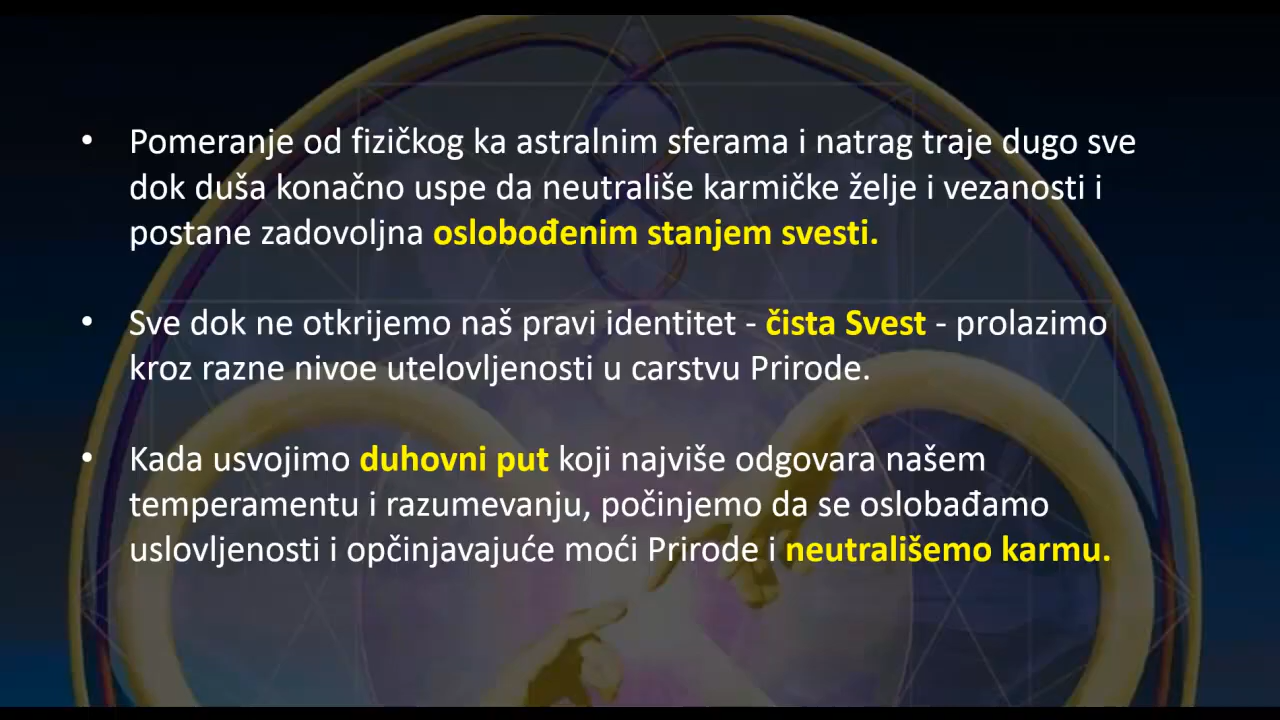 • Pomeranje od fizičkog ka astralnim sferama i natrag traje dugo sve
dok duša konačno uspe da neutrališe karmičke želje i vezanosti i
postane zadovoljna oslobođenim stanjem svesti.
• Sve dok ne otkrijemo naš pravi identitet - čista Svest - prolazimo
kroz razne nivoe utelovljenosti u carstvu Prirode.
• Kada usvojimo duhovni put koji najviše odgovara našem
temperamentu i razumevanju, počinjemo da se oslobađamo
uslovljenosti i opčinjavajuće moći Prirode i neutrališemo karmu.